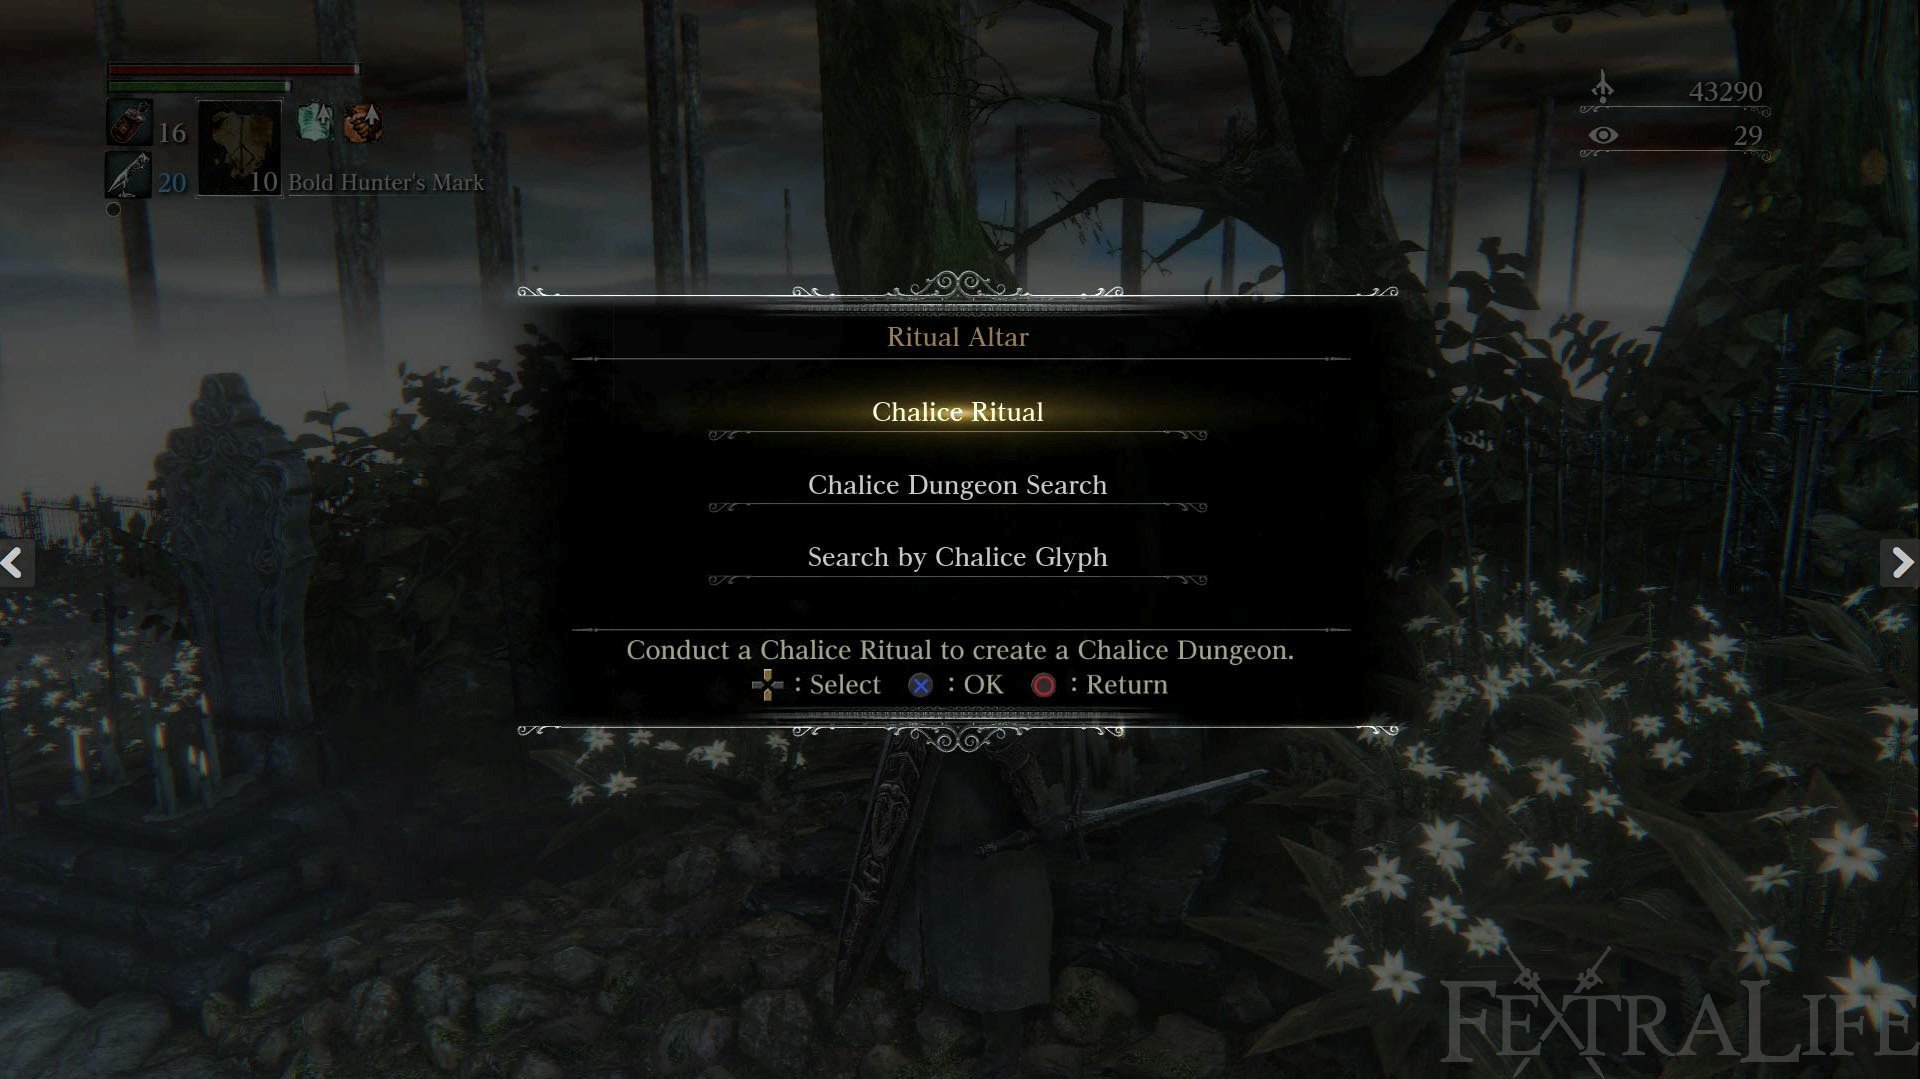 16
20
10 Bold Hunter's Mark
43290
29
Ritual Altar
Chalice Ritual
Chalice Dungeon Search
Search by Chalice Glyph
Conduct a Chalice Ritual to create a Chalice Dungeon.
: Select : OK : Return
FEXTRALIFE